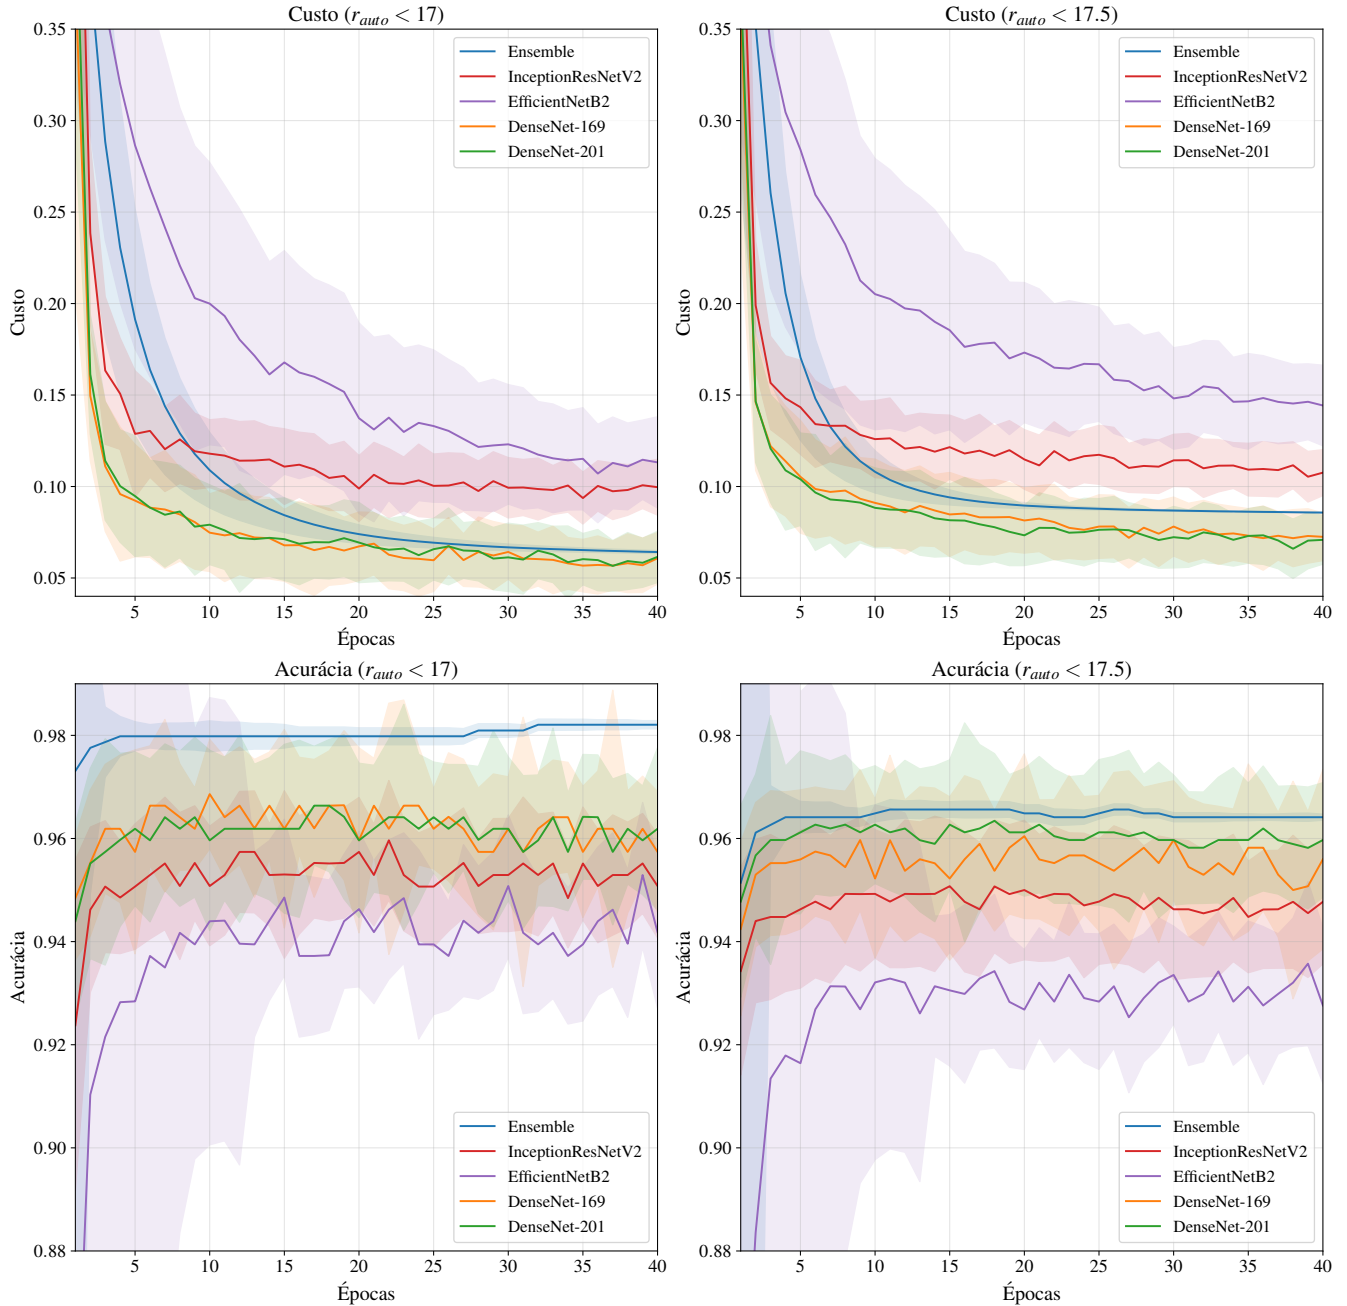 Custo (r_auto < 17)
Custo
0.35
0.30
0.25
0.20
0.15
0.10
0.05
5 10 15 20 25 30 35 40
Épocas
Ensemble
InceptionResNetV2
EfficientNetB2
DenseNet-169
DenseNet-201
Custo (r_auto < 17.5)
Custo
0.35
0.30
0.25
0.20
0.15
0.10
0.05
5 10 15 20 25 30 35 40
Épocas
Ensemble
InceptionResNetV2
EfficientNetB2
DenseNet-169
DenseNet-201
Acurácia (r_auto < 17)
Acurácia
0.98
0.96
0.94
0.92
0.90
0.88
5 10 15 20 25 30 35 40
Épocas
Ensemble
InceptionResNetV2
EfficientNetB2
DenseNet-169
DenseNet-201
Acurácia (r_auto < 17.5)
Acurácia
0.98
0.96
0.94
0.92
0.90
0.88
5 10 15 20 25 30 35 40
Épocas
Ensemble
InceptionResNetV2
EfficientNetB2
DenseNet-169
DenseNet-201